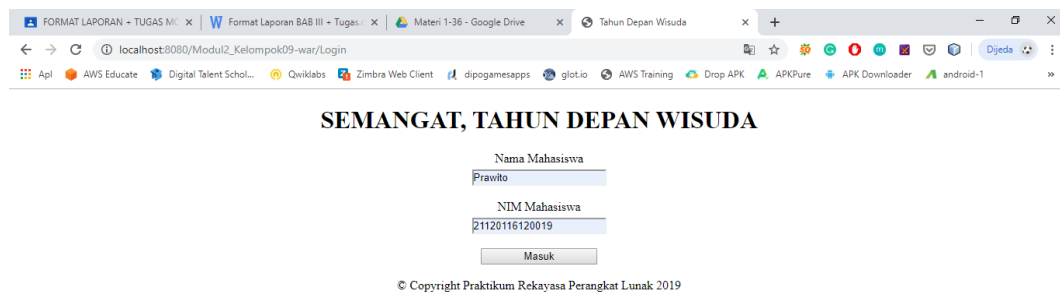 FORMAT LAPORAN + TUGAS MO
Format Laporan BAB III + Tugas.c
Materi 1-36 - Google Drive
Tahun Depan Wisuda
localhost:8080/Modul2_Kelompok09-war/Login
Dijeda
Apl
AWS Educate
Digital Talent Schol...
Qwiklabs
Zimbra Web Client
dipogamesapps
glot.io
AWS Training
Drop APK
APKPure
APK Downloader
android-1
»
SEMANGAT, TAHUN DEPAN WISUDA
Nama Mahasiswa
Prawito
NIM Mahasiswa
21120116120019
Masuk
© Copyright Praktikum Rekayasa Perangkat Lunak 2019